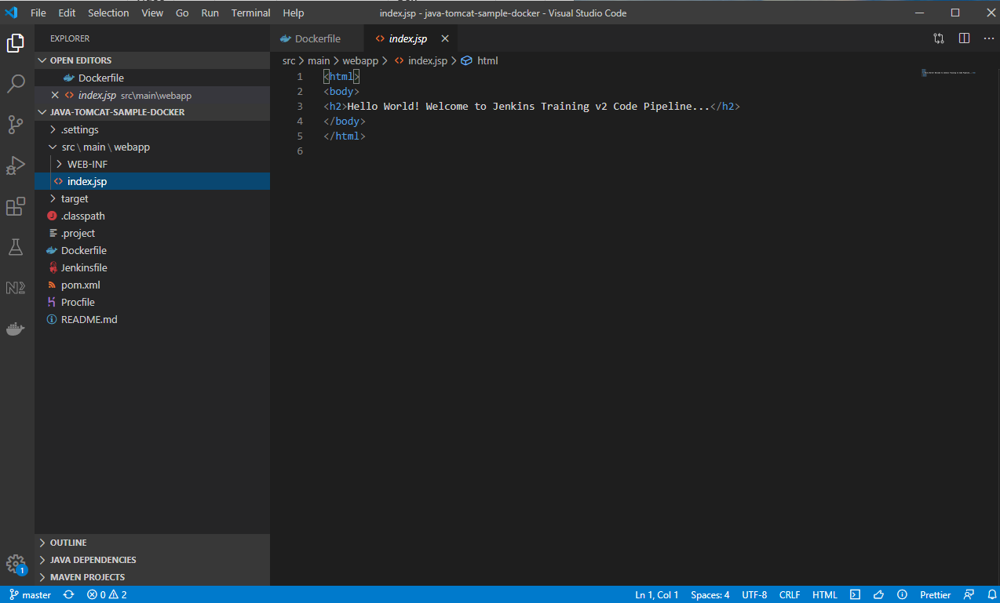 File Edit Selection View Go Run Terminal Help index.jsp - java-tomcat-sample-docker - Visual Studio Code
EXPLORER
OPEN EDITORS
Dockerfile
index.jsp src\main\webapp
JAVA-TOMCAT-SAMPLE-DOCKER
.settings
src \ main \ webapp
WEB-INF
index.jsp
target
.classpath
.project
Dockerfile
Jenkinsfile
pom.xml
Procfile
README.md
OUTLINE
JAVA DEPENDENCIES
MAVEN PROJECTS
1
Dockerfile index.jsp
src > main > webapp > index.jsp > html
1 <html>
2 <body>
3 <h2>Hello World! Welcome to Jenkins Training v2 Code Pipeline...</h2>
4 </body>
5 </html>
6
master 0 2 Ln 1, Col 1 Spaces: 4 UTF-8 CRLF HTML Prettier